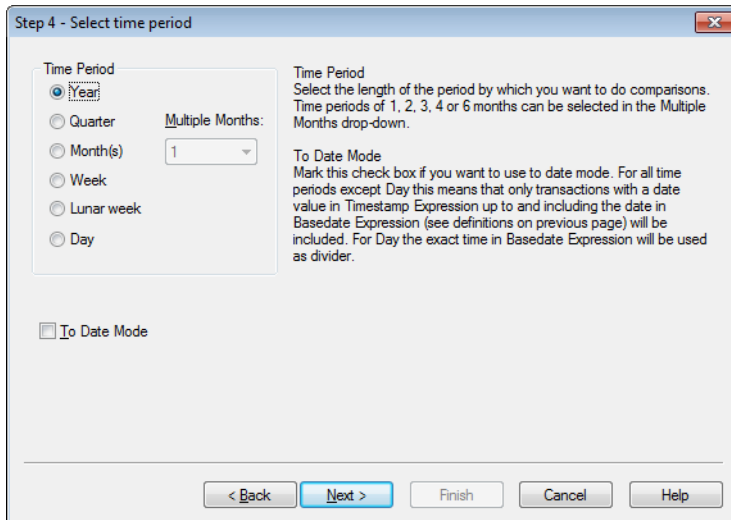 Step 4 - Select time period
Time Period
Year
Quarter
Multiple Months:
Month(s)
1
Week
Lunar week
Day
To Date Mode
Time Period
Select the length of the period by which you want to do comparisons.
Time periods of 1, 2, 3, 4 or 6 months can be selected in the Multiple
Months drop-down.
To Date Mode
Mark this check box if you want to use to date mode. For all time
periods except Day this means that only transactions with a date
value in Timestamp Expression up to and including the date in
Basedate Expression (see definitions on previous page) will be
included. For Day the exact time in Basedate Expression will be used
as divider.
< Back
Next >
Finish
Cancel
Help